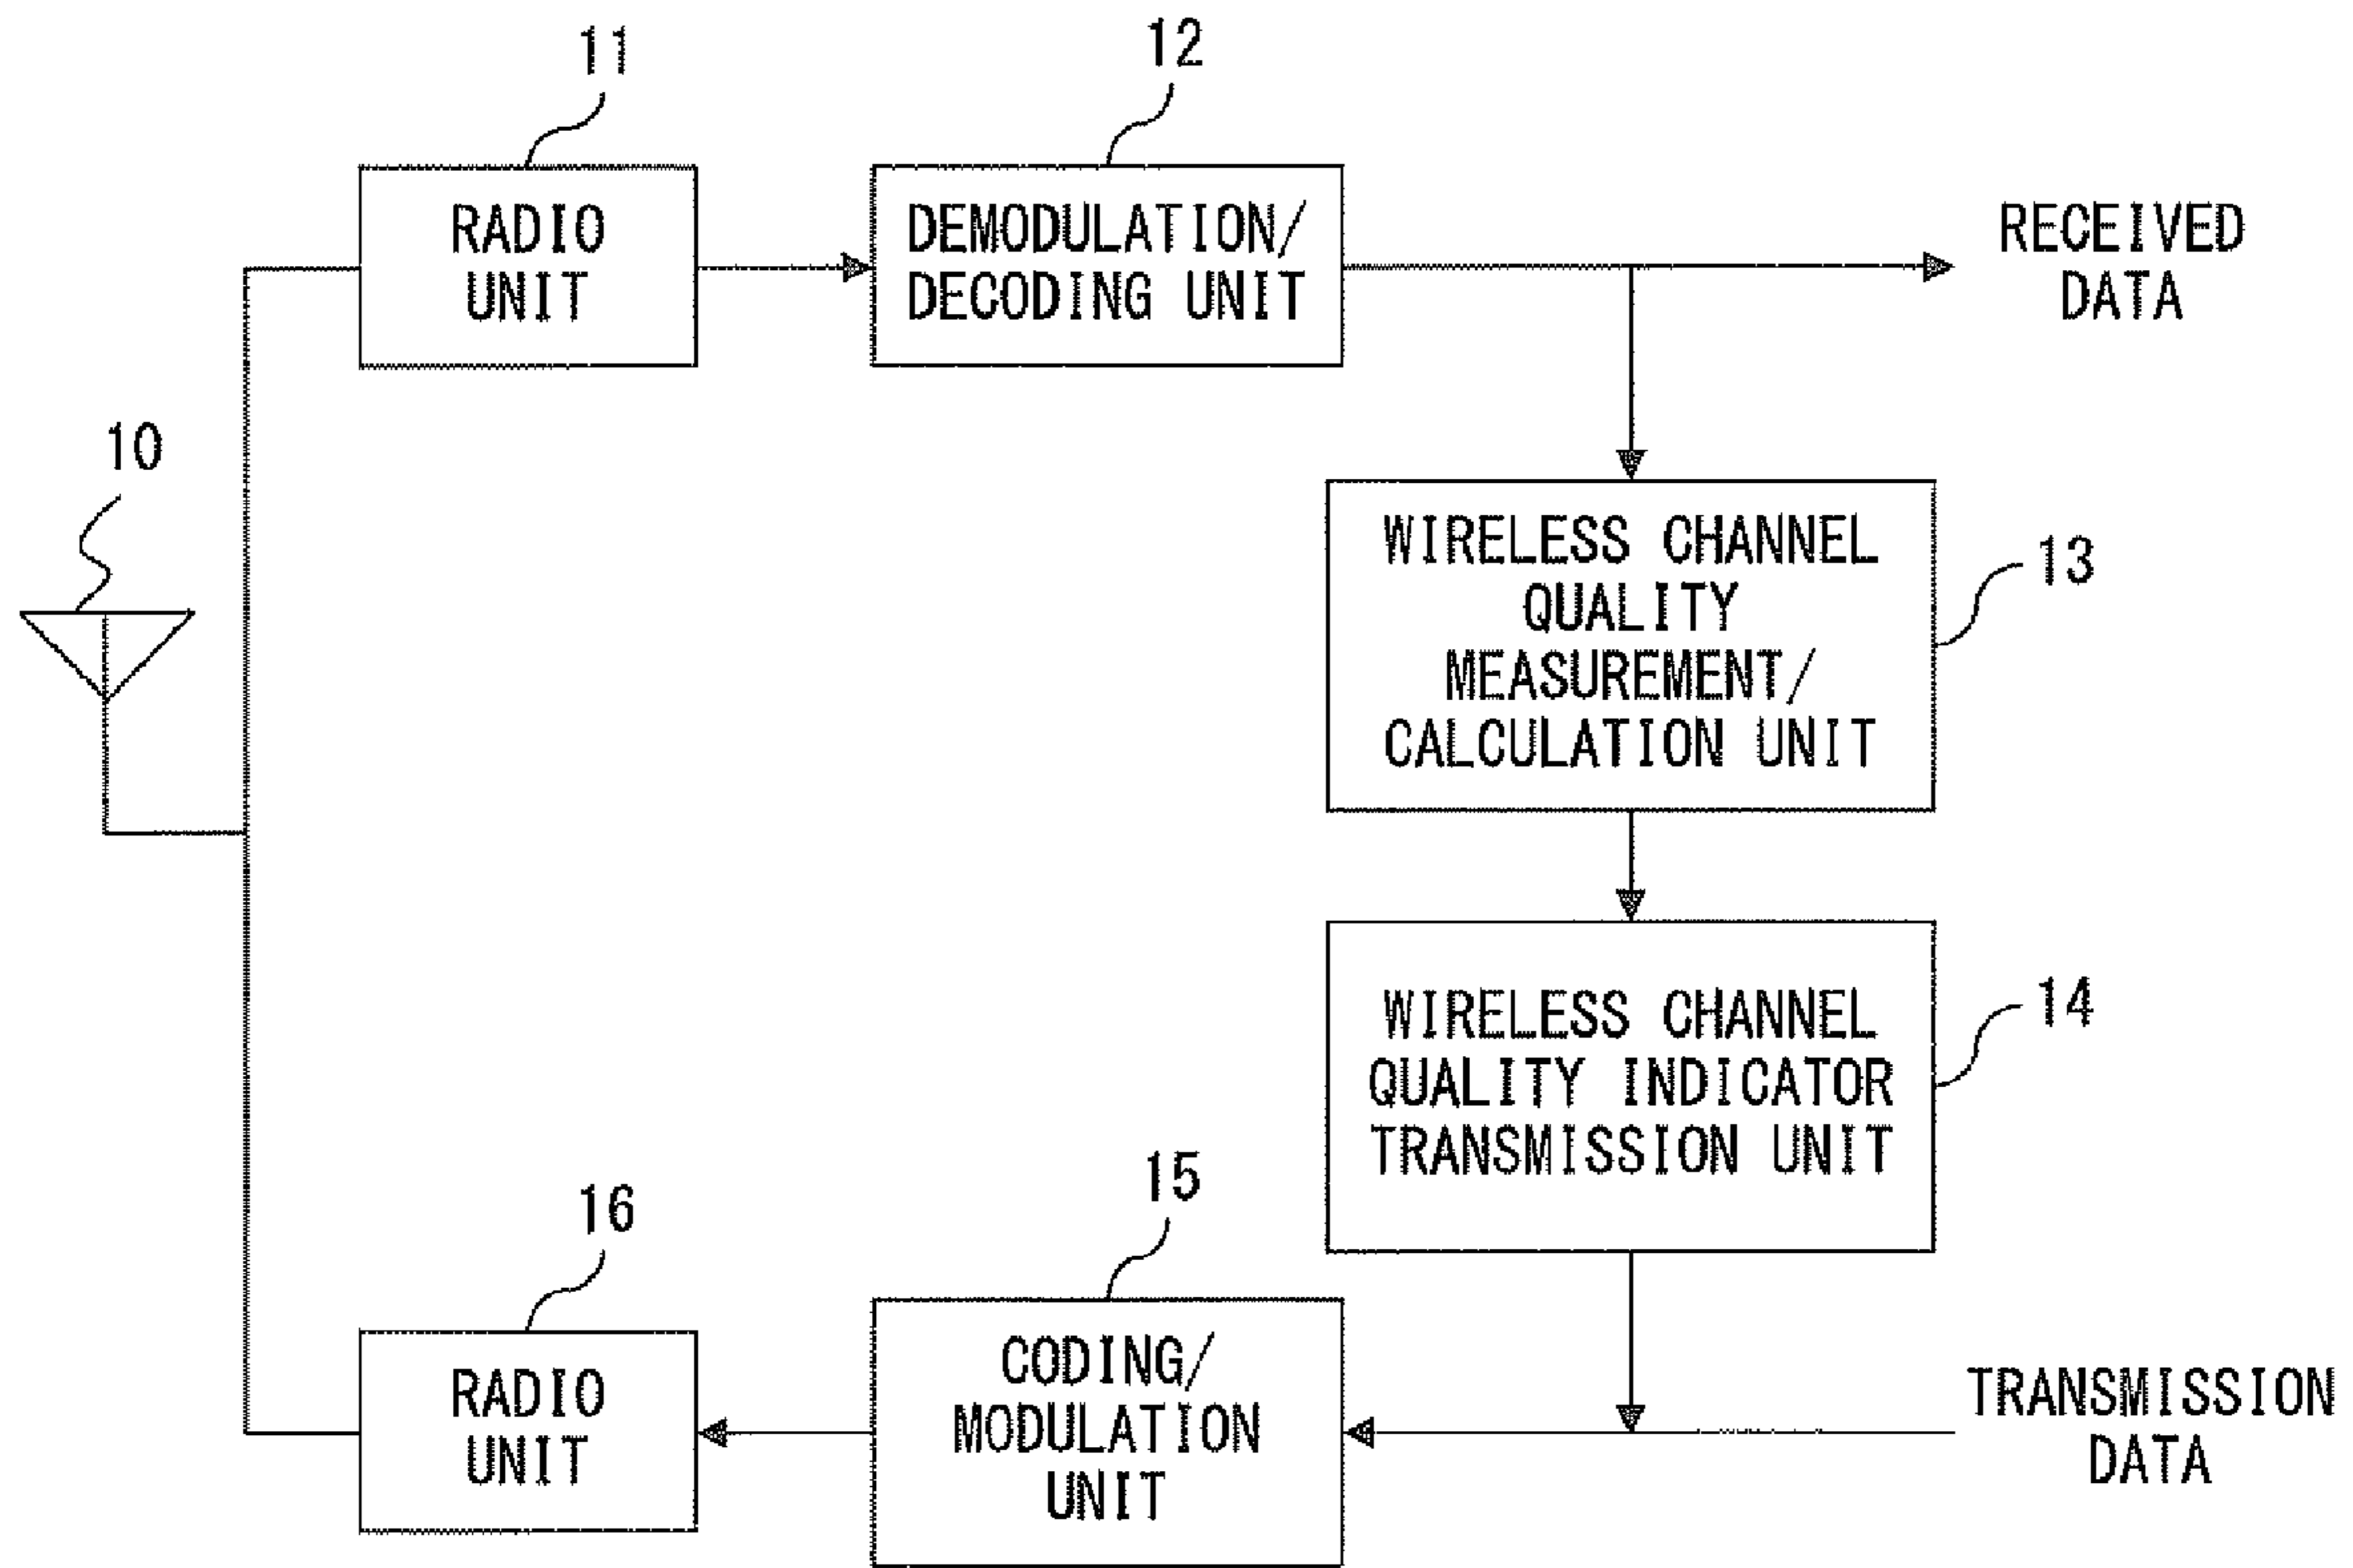 11
12
RADIO
UNIT
DEMODULATION/
DECODING UNIT
RECEIVED
DATA
10
WIRELESS CHANNEL
QUALITY
MEASUREMENT/
CALCULATION UNIT
13
WIRELESS CHANNEL
QUALITY INDICATOR
TRANSMISSION UNIT
14
16
15
RADIO
UNIT
CODING/
MODULATION
UNIT
TRANSMISSION
DATA